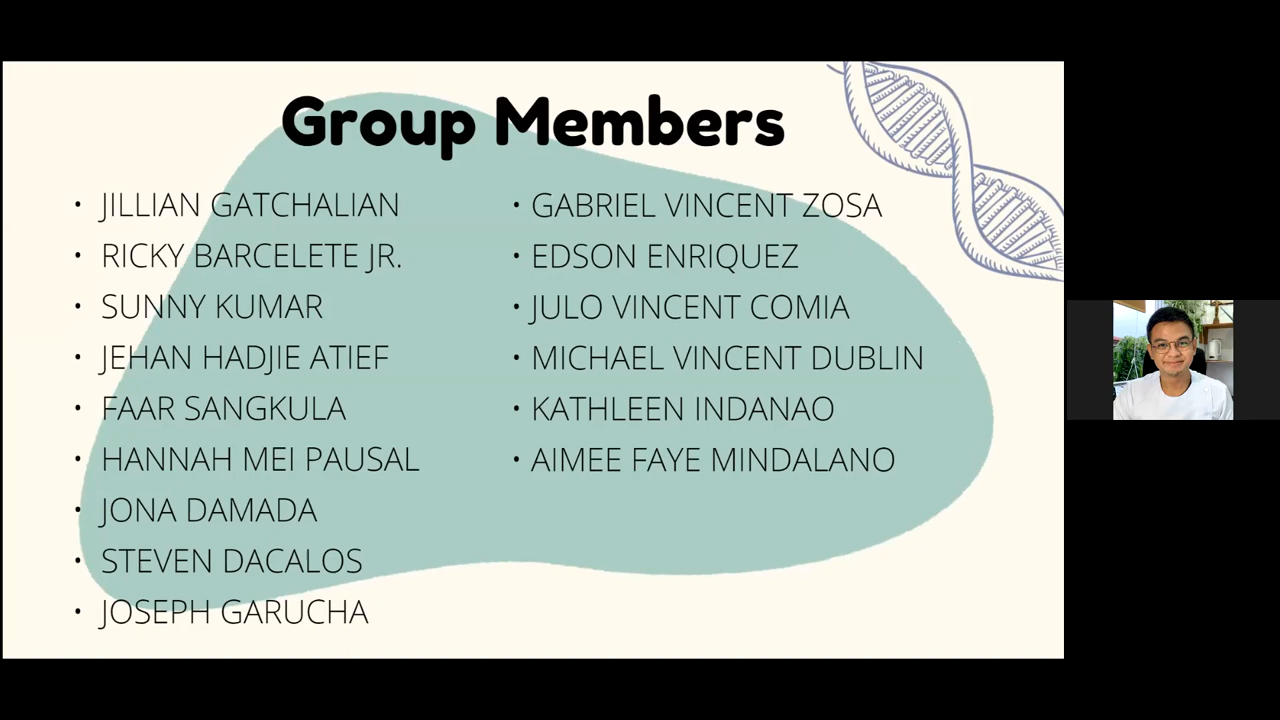 Group Members
• JILLIAN GATCHALIAN
• RICKY BARCELETE JR.
• SUNNY KUMAR
• JEHAN HADJIE ATIEF
• FAAR SANGKULA
• HANNAH MEI PAUSAL
• JONA DAMADA
• STEVEN DACALOS
• JOSEPH GARUCHA
• GABRIEL VINCENT ZOSA
• EDSON ENRIQUEZ
• JULO VINCENT COMIA
• MICHAEL VINCENT DUBLIN
• KATHLEEN INDANAO
• AIMEE FAYE MINDALANO